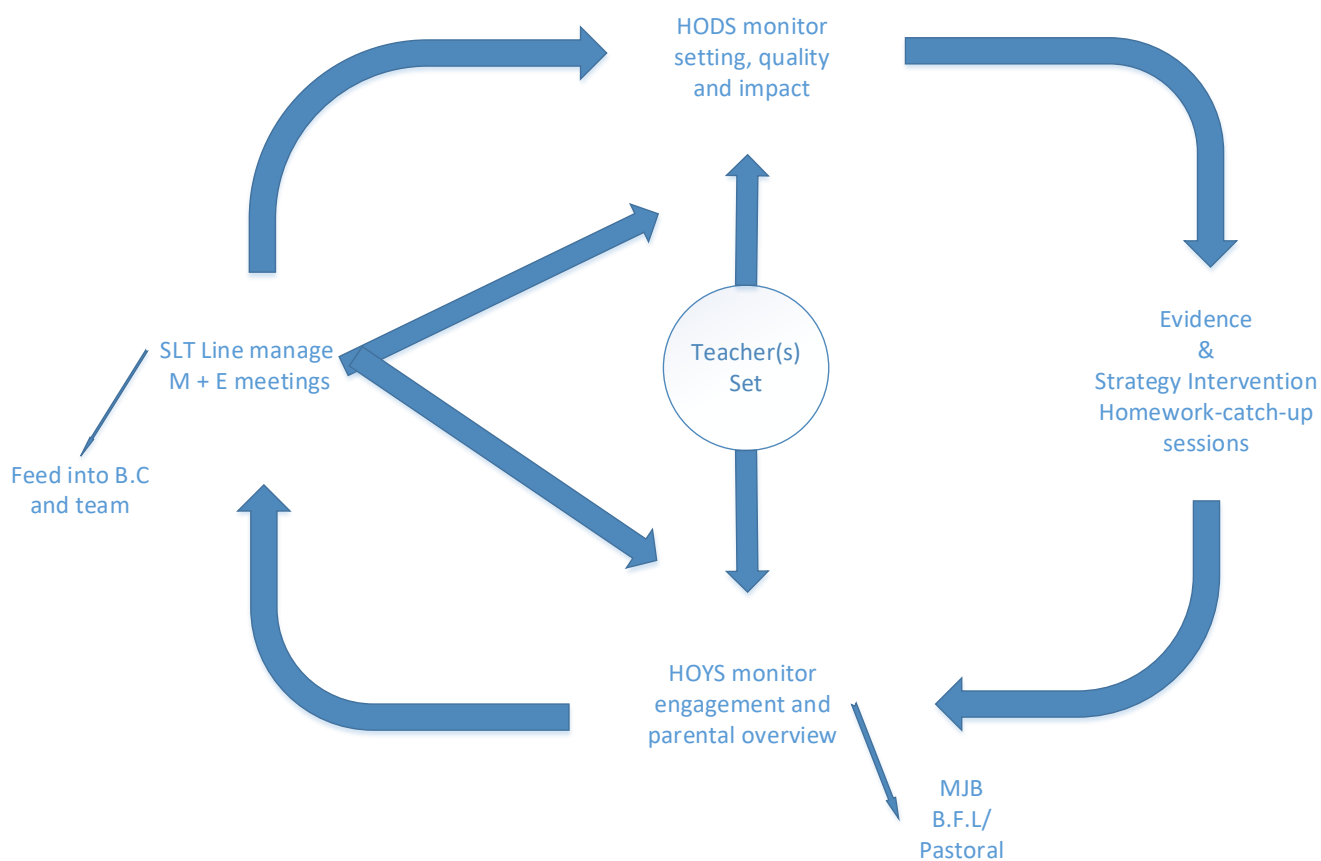 HODS monitor
setting, quality
and impact
Evidence
&
Strategy Intervention
Homework-catch-up
sessions
Teacher(s)
Set
SLT Line manage
M + E meetings
Feed into B.C
and team
HOYS monitor
engagement and
parental overview
MJB
B.F.L/
Pastoral